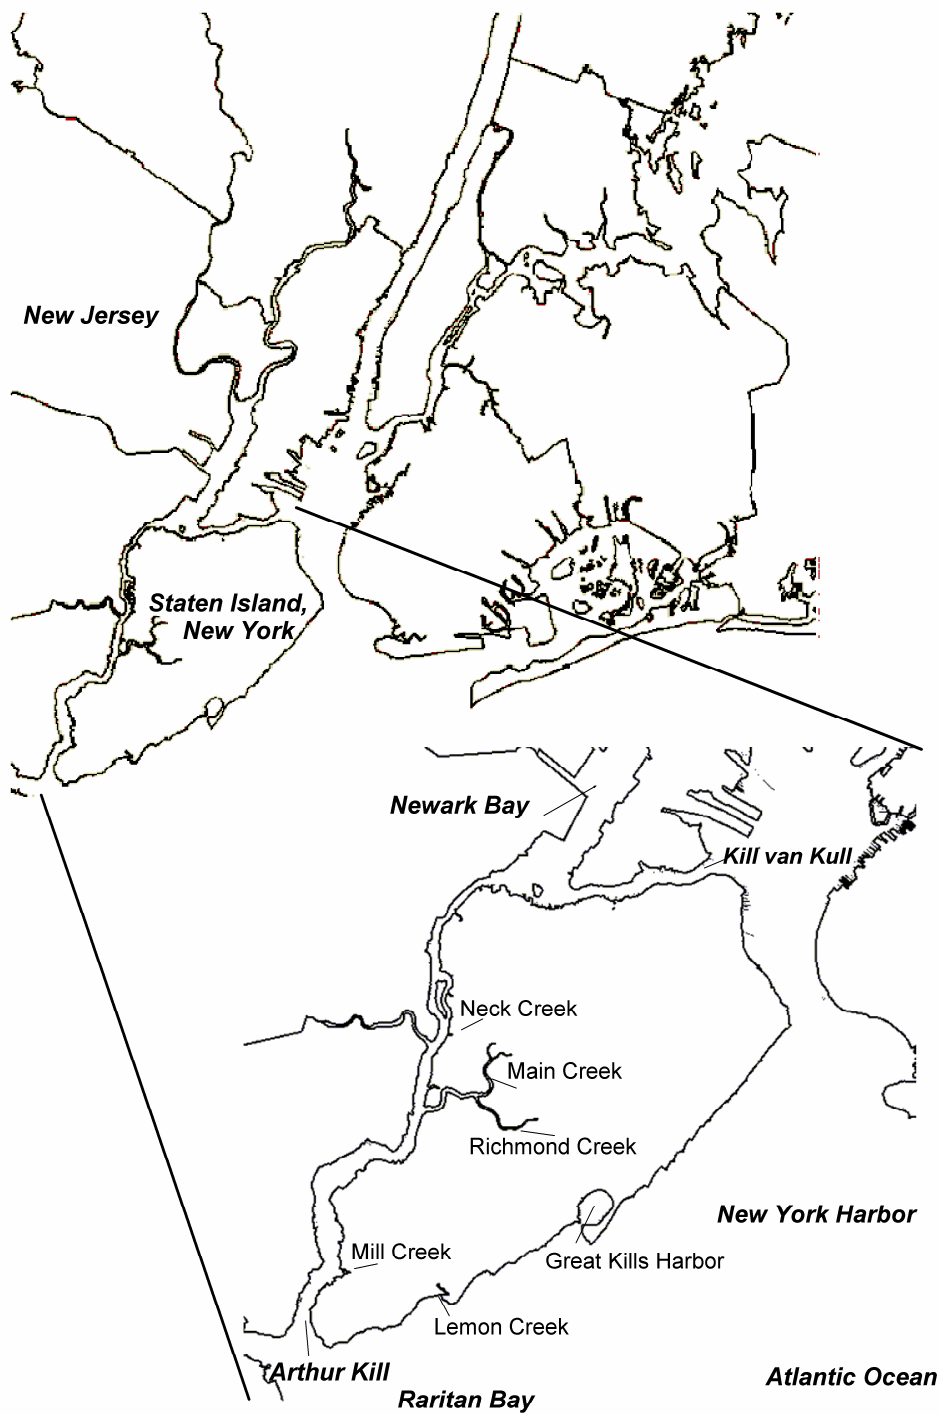 New Jersey
Staten Island,
New York
Newark Bay
Kill van Kull
Neck Creek
Main Creek
Richmond Creek
New York Harbor
Mill Creek
Great Kills Harbor
Lemon Creek
Arthur Kill
Atlantic Ocean
Raritan Bay